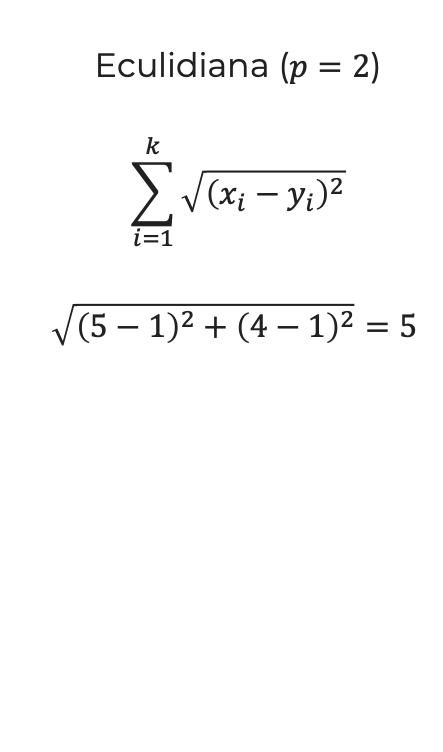 Eculidiana (p = 2)
k
∑ √(xᵢ − yᵢ)²
i=1
√(5 − 1)² + (4 − 1)² = 5